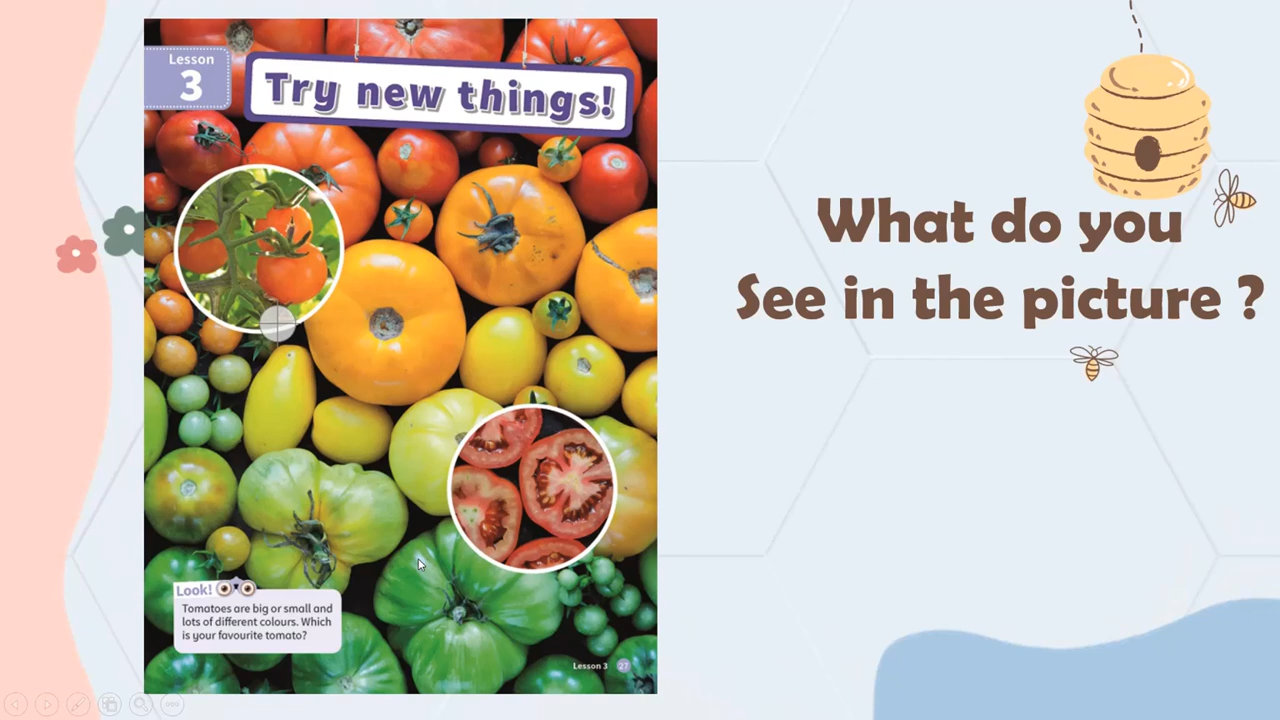 Lesson
3
Try new things!
What do you
See in the picture ?
Look!
Tomatoes are big or small and
lots of different colours. Which
is your favourite tomato?
Lesson 3 27